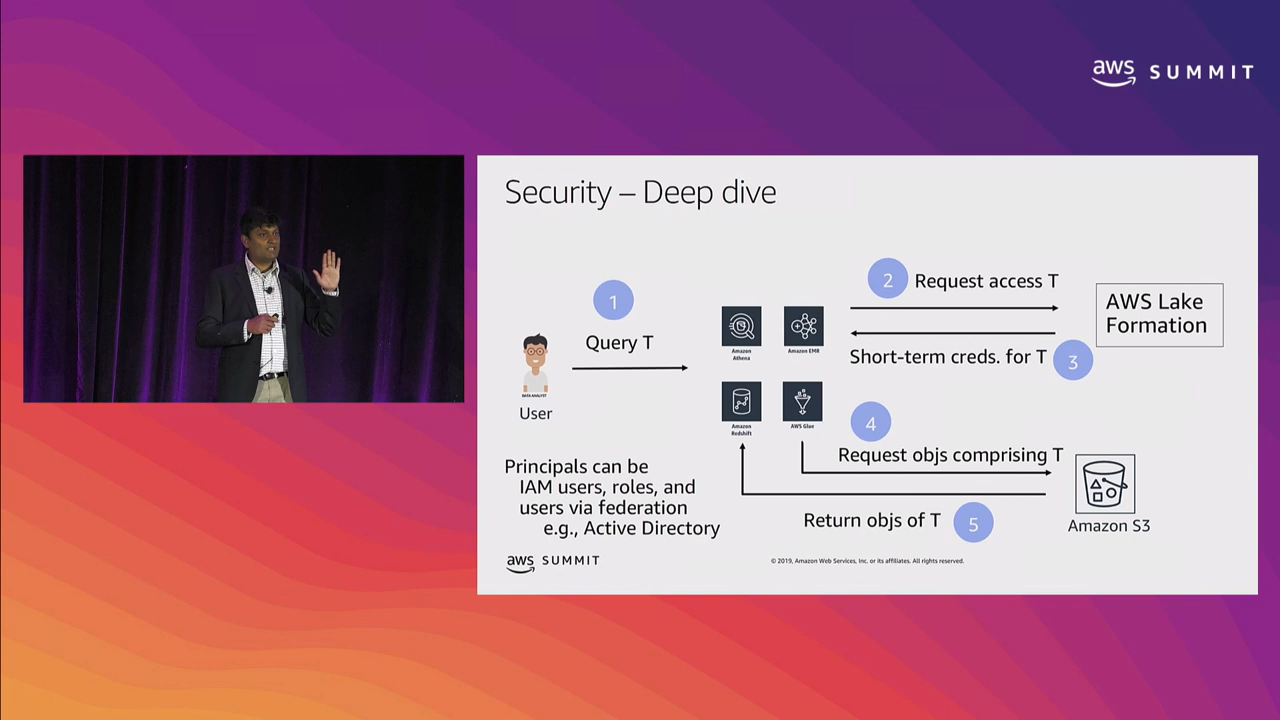 aws SUMMIT
Security – Deep dive
1
Query T
DATA ANALYST
User
Amazon
Athena
Amazon EMR
Amazon
Redshift
AWS Glue
2
Request access T
AWS Lake
Formation
Short-term creds. for T
3
4
Request objs comprising T
Return objs of T
5
Amazon S3
Principals can be
IAM users, roles, and
users via federation
e.g., Active Directory
aws SUMMIT
© 2019, Amazon Web Services, Inc. or its affiliates. All rights reserved.